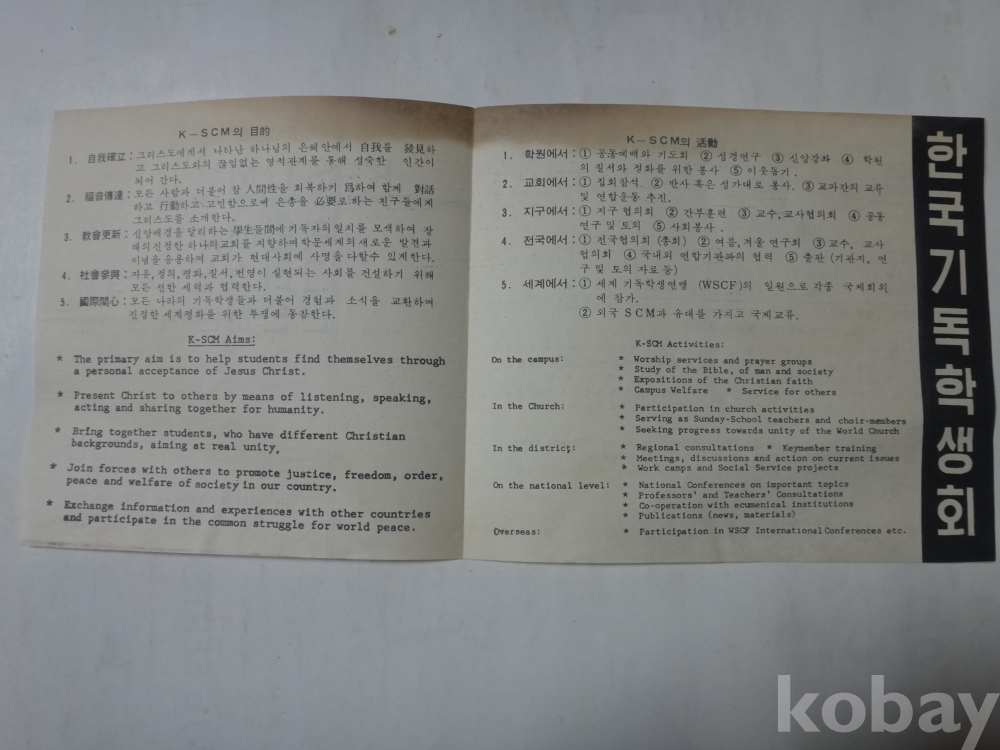 K-SCM의 目的
1. 自我確立 : 그리스도에게서 나타난 하나님의 은혜안에서 自我를 發見하
고 그리스도와의 끊임없는 영적관계를 통해 성숙한 인간이
되어 간다.
2. 福音傳達 : 모든 사람과 더불어 참 人間性을 회복하기 爲하여 함께 對話
하고 行動하고 고민함으로써 은총을 必要로하는 친구들에게
그리스도를 소개한다.
3. 敎會更新 : 신앙배경을 달리하는 學生들間에 기독자의 일치를 모색하여 장
래의 진정한 하나의 교회를 지향하며 학문세계의 새로운 발견과
이념을 응용하여 교회가 현대사회에 사명을 다할수 있게한다.
4. 社會參與 : 자유, 정의, 평화, 질서, 번영이 실현되는 사회를 건설하기 위해
모든 선한 세력과 협력한다.
5. 國際関心 : 모든 나라의 기독학생들과 더불어 경험과 소식을 교환하며
진정한 세계평화를 위한 투쟁에 동참한다.
K-SCM Aims:
* The primary aim is to help students find themselves through
a personal acceptance of Jesus Christ.
* Present Christ to others by means of listening, speaking,
acting and sharing together for humanity.
* Bring together students, who have different Christian
backgrounds, aiming at real unity,
* Join forces with others to promote justice, freedom, order,
peace and welfare of society in our country.
* Exchange information and experiences with other countries
and participate in the common struggle for world peace.
K-SCM의 活動
1. 학원에서 : ① 공동예배와 기도회 ② 성경연구 ③ 신앙강좌 ④ 학원
의 질서와 정화를 위한 봉사 ⑤ 이웃돕기.
2. 교회에서 : ① 집회참석 ② 반사 혹은 성가대로 봉사. ③ 교파간의 교류
및 연합운동 추진.
3. 지구에서 : ① 지구 협의회 ② 간부훈련 ③ 교수, 교사협의회 ④ 공동
연구 및 토의 ⑤ 사회봉사.
4. 전국에서 : ① 전국협의회 (총회) ② 여름, 겨울 연구회 ③ 교수, 교사
협의회 ④ 국내외 연합기관과의 협력 ⑤ 출판 (기관지, 연
구 및 토의 자료 등)
5. 세계에서 : ① 세계 기독학생연맹 (WSCF)의 일원으로 각종 국제회의
에 참가.
② 외국 SCM과 유대를 가지고 국제교류.
K-SCM Activities:
On the campus: * Worship services and prayer groups
* Study of the Bible, of man and society
* Expositions of the Christian faith
* Campus Welfare * Service for others
In the Church: * Participation in church activities
* Serving as Sunday-School teachers and choir-members
* Seeking progress towards unity of the World Church
In the district: * Regional consultations * Keymember training
* Meetings, discussions and action on current issues
* Work camps and Social Service projects
On the national level: * National Conferences on important topics
* Professors' and Teachers' Consultations
* Co-operation with ecumenical institutions
* Publications (news, materials)
Overseas: * Participation in WSCF International Conferences etc.
한국기독학생회
kobay